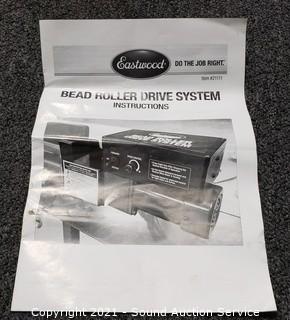 Eastwood
DO THE JOB RIGHT.
Item #21171
BEAD ROLLER DRIVE SYSTEM
INSTRUCTIONS
Copyright 2021 - Sound Auction Service